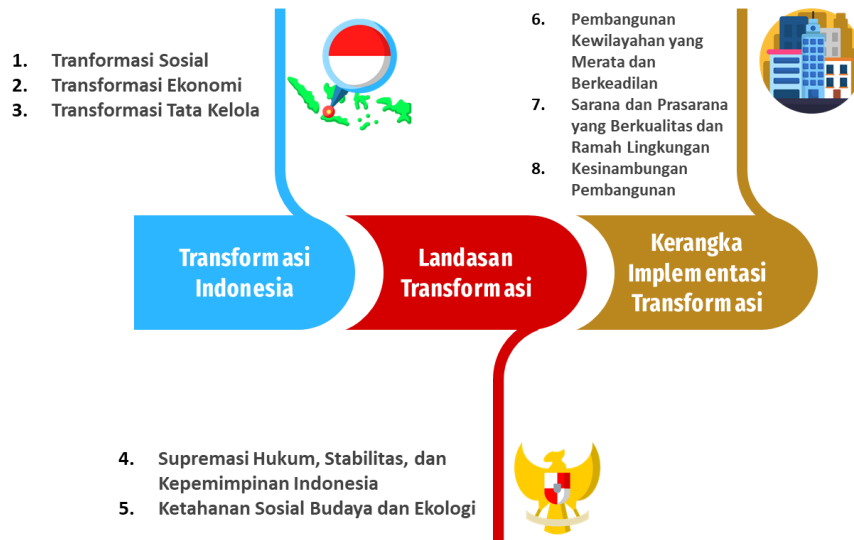 1. Tranformasi Sosial
2. Transformasi Ekonomi
3. Transformasi Tata Kelola
6. Pembangunan
Kewilayahan yang
Merata dan
Berkeadilan
7. Sarana dan Prasarana
yang Berkualitas dan
Ramah Lingkungan
8. Kesinambungan
Pembangunan
Transformasi
Indonesia
Landasan
Transformasi
Kerangka
Implementasi
Transformasi
4. Supremasi Hukum, Stabilitas, dan
Kepemimpinan Indonesia
5. Ketahanan Sosial Budaya dan Ekologi